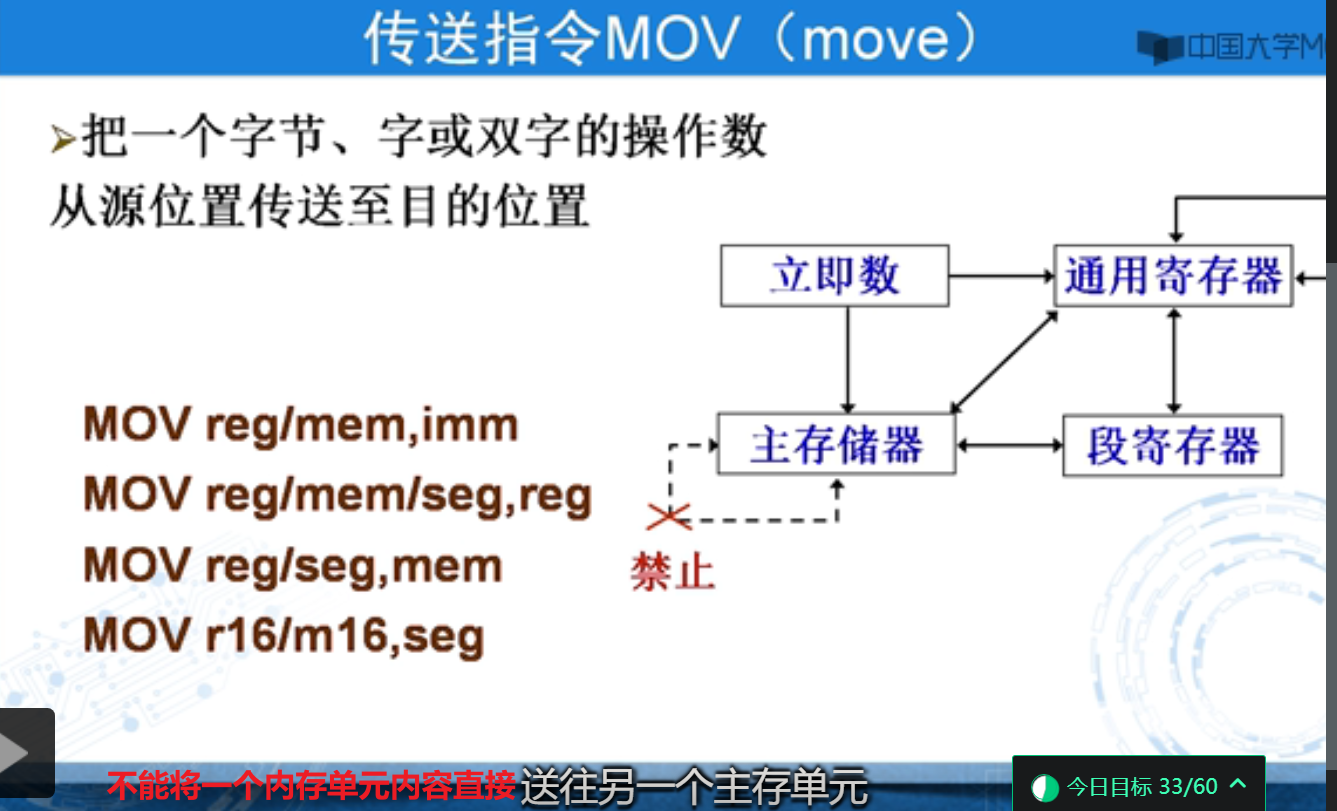 传送指令MOV（move）
中国大学M
➢把一个字节、字或双字的操作数
从源位置传送至目的位置
立即数
通用寄存器
主存储器
段寄存器
禁止
MOV reg/mem,imm
MOV reg/mem/seg,reg
MOV reg/seg,mem
MOV r16/m16,seg
不能将一个内存单元内容直接送往另一个主存单元
今日目标 33/60